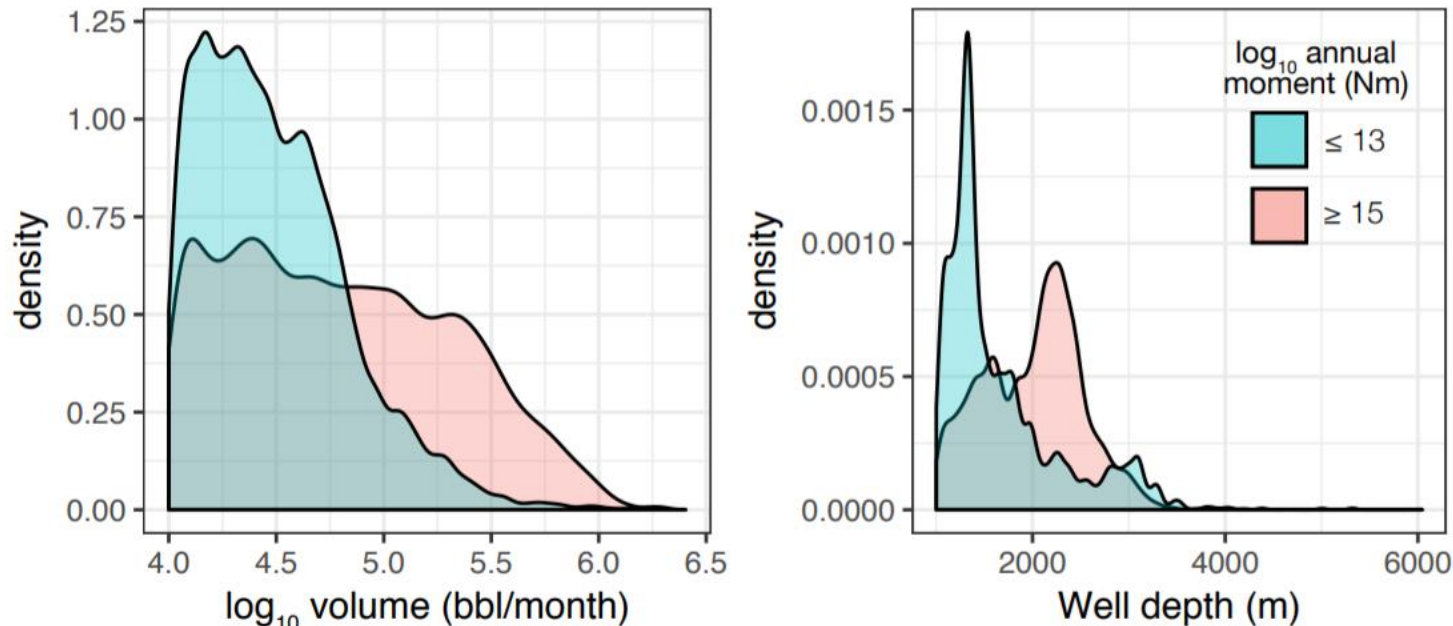 density
1.25
1.00
0.75
0.50
0.25
0.00
4.0 4.5 5.0 5.5 6.0 6.5
log₁₀ volume (bbl/month)
density
0.0015
0.0010
0.0005
0.0000
2000 4000 6000
Well depth (m)
log₁₀ annual
moment (Nm)
≤ 13
≥ 15